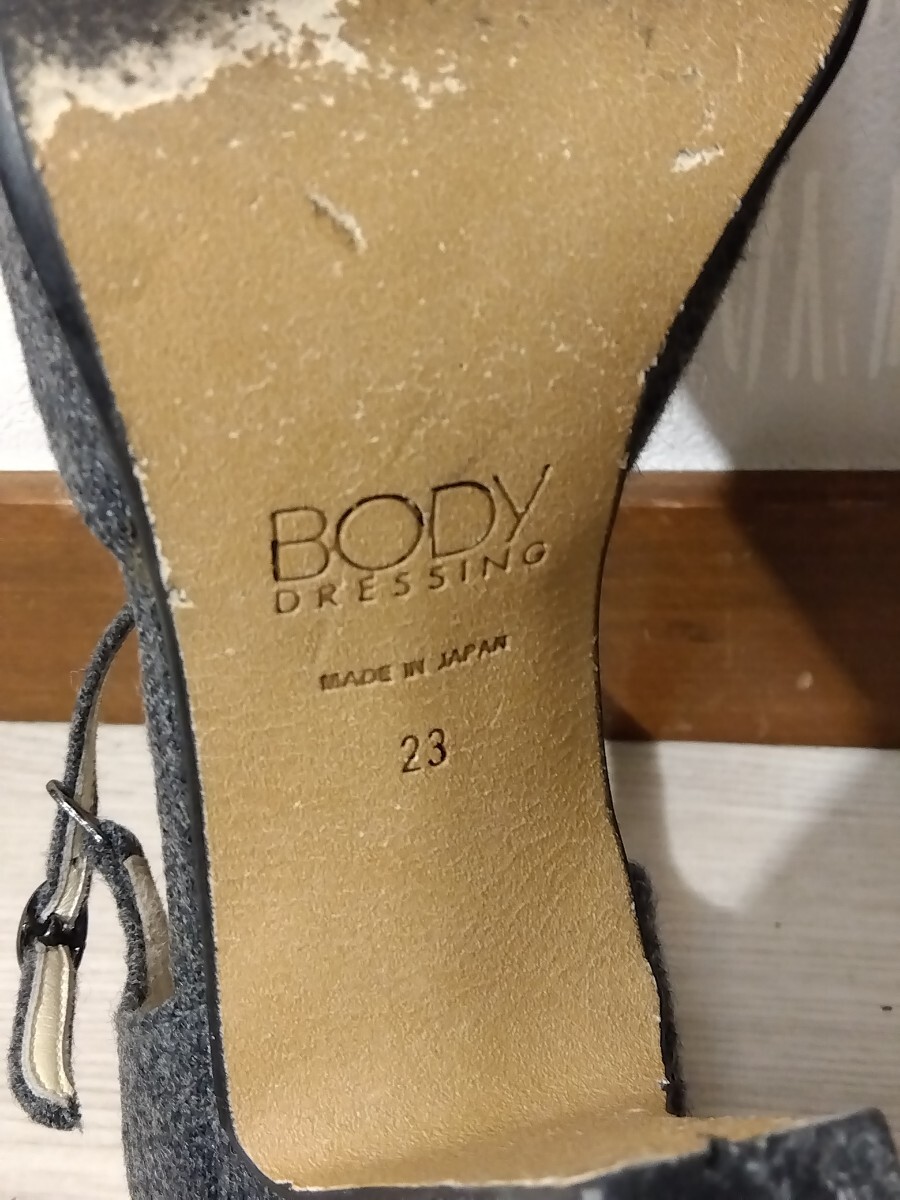 BODY
DRESSING
MADE IN JAPAN
23